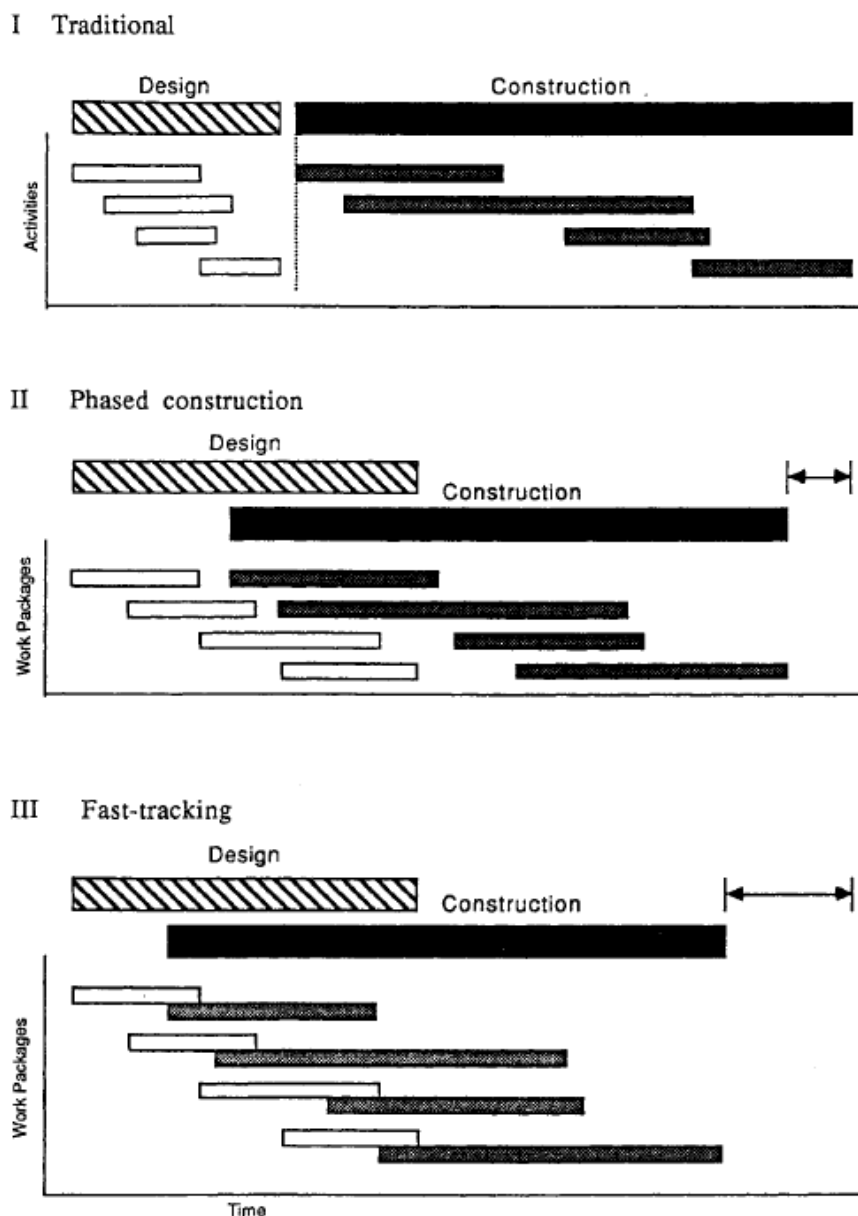 I Traditional
Design
Construction
Activities
II Phased construction
Design
Construction
Work Packages
III Fast-tracking
Design
Construction
Work Packages
Time